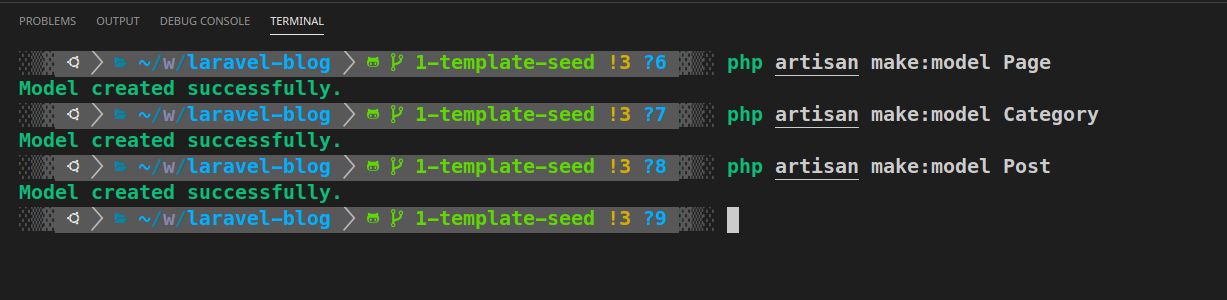 PROBLEMS OUTPUT DEBUG CONSOLE TERMINAL
~/w/laravel-blog 1-template-seed !3 ?6 php artisan make:model Page
Model created successfully.
~/w/laravel-blog 1-template-seed !3 ?7 php artisan make:model Category
Model created successfully.
~/w/laravel-blog 1-template-seed !3 ?8 php artisan make:model Post
Model created successfully.
~/w/laravel-blog 1-template-seed !3 ?9